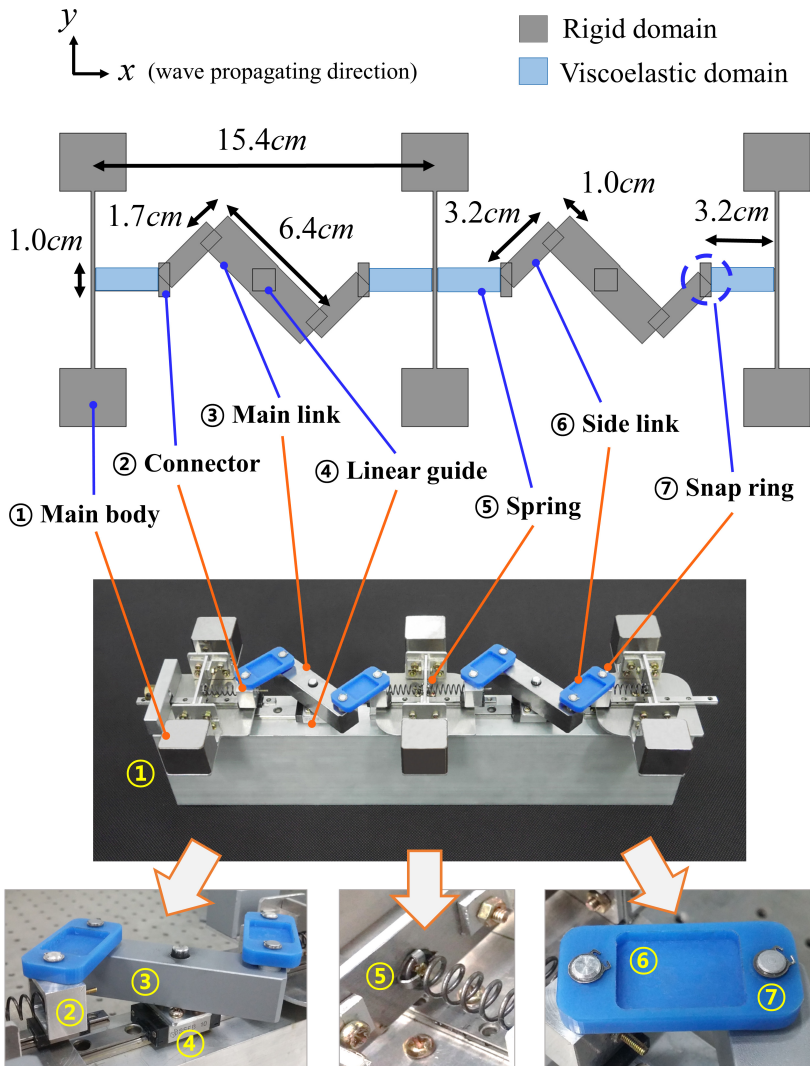 y
x (wave propagating direction)
Rigid domain
Viscoelastic domain
15.4cm
1.7cm
6.4cm
1.0cm
3.2cm
1.0cm
3.2cm
③ Main link
② Connector
④ Linear guide
① Main body
⑥ Side link
⑤ Spring
⑦ Snap ring
①
②
③
④
⑤
⑥
⑦